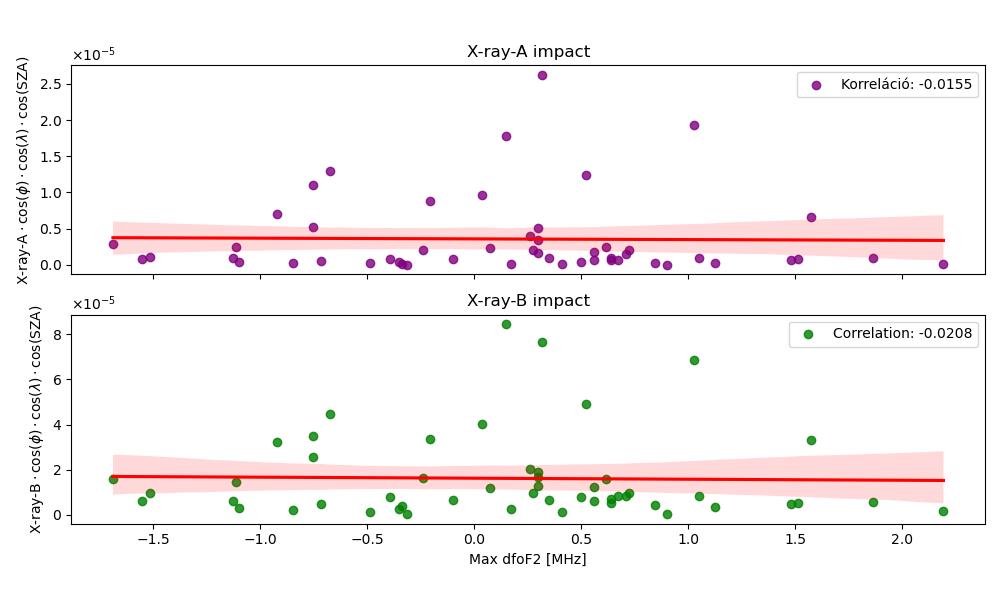 X-ray-A impact
×10⁻⁵
X-ray-A · cos(ϕ) · cos(λ) · cos(SZA)
2.5
2.0
1.5
1.0
0.5
0.0
Korreláció: -0.0155
X-ray-B impact
×10⁻⁵
X-ray-B · cos(ϕ) · cos(λ) · cos(SZA)
8
6
4
2
0
Correlation: -0.0208
−1.5 −1.0 −0.5 0.0 0.5 1.0 1.5 2.0
Max dfoF2 [MHz]